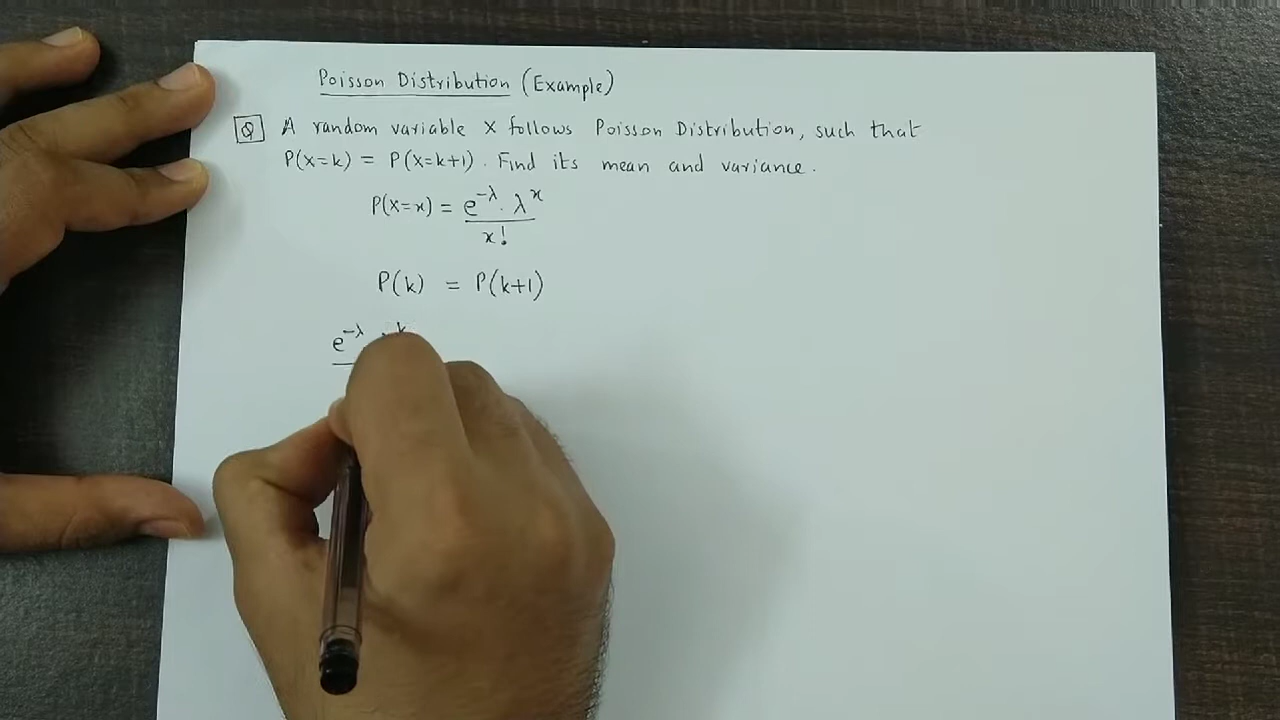 Poisson Distribution (Example)
Q A random variable X follows Poisson Distribution, such that
P(X=k) = P(X=k+1). Find its mean and variance.
P(X=x) = e^-λ . λ^x
x!
P(k) = P(k+1)
e^-λ . k